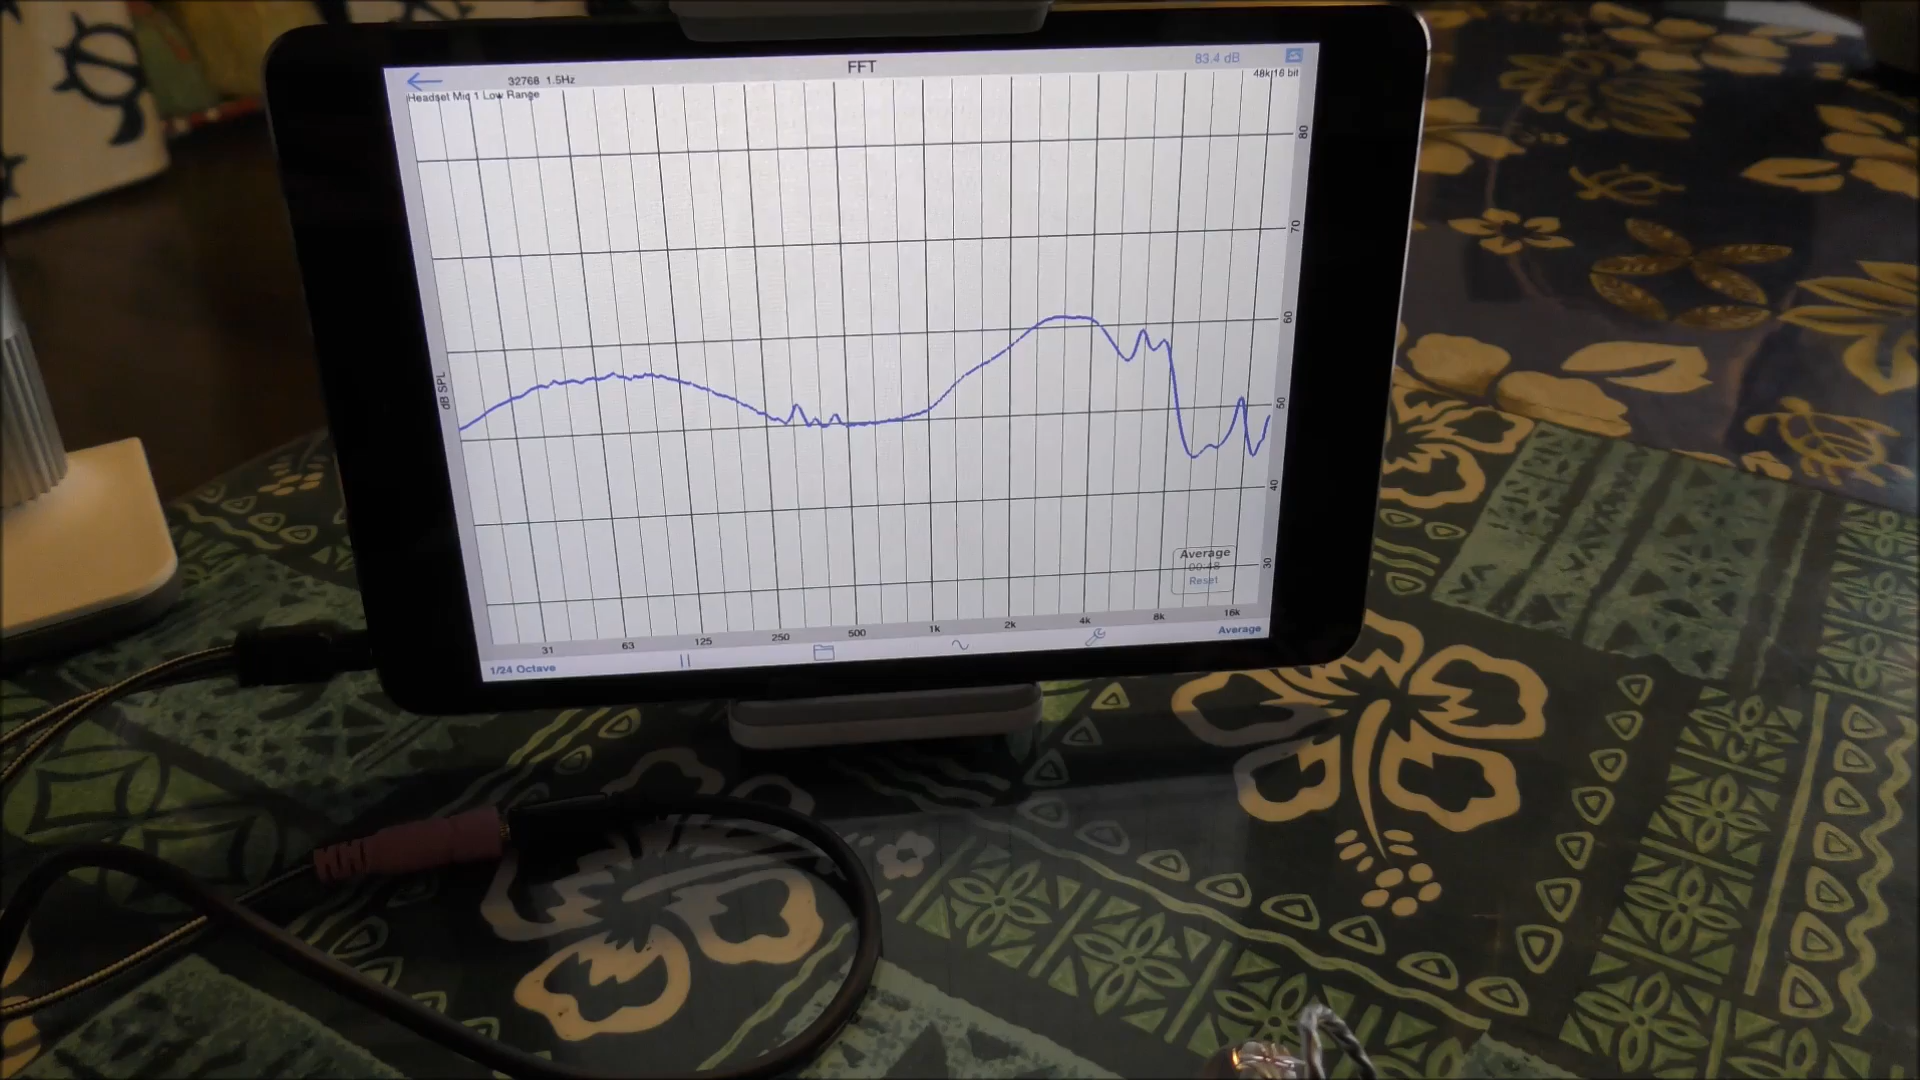 FFT
83.4 dB
32768 1.5Hz
48k|16 bit
Headset Mic 1 Low Range
80
70
60
50
40
30
dB SPL
Average
00:48
Reset
31 63 125 250 500 1k 2k 4k 8k 16k
1/24 Octave
Average